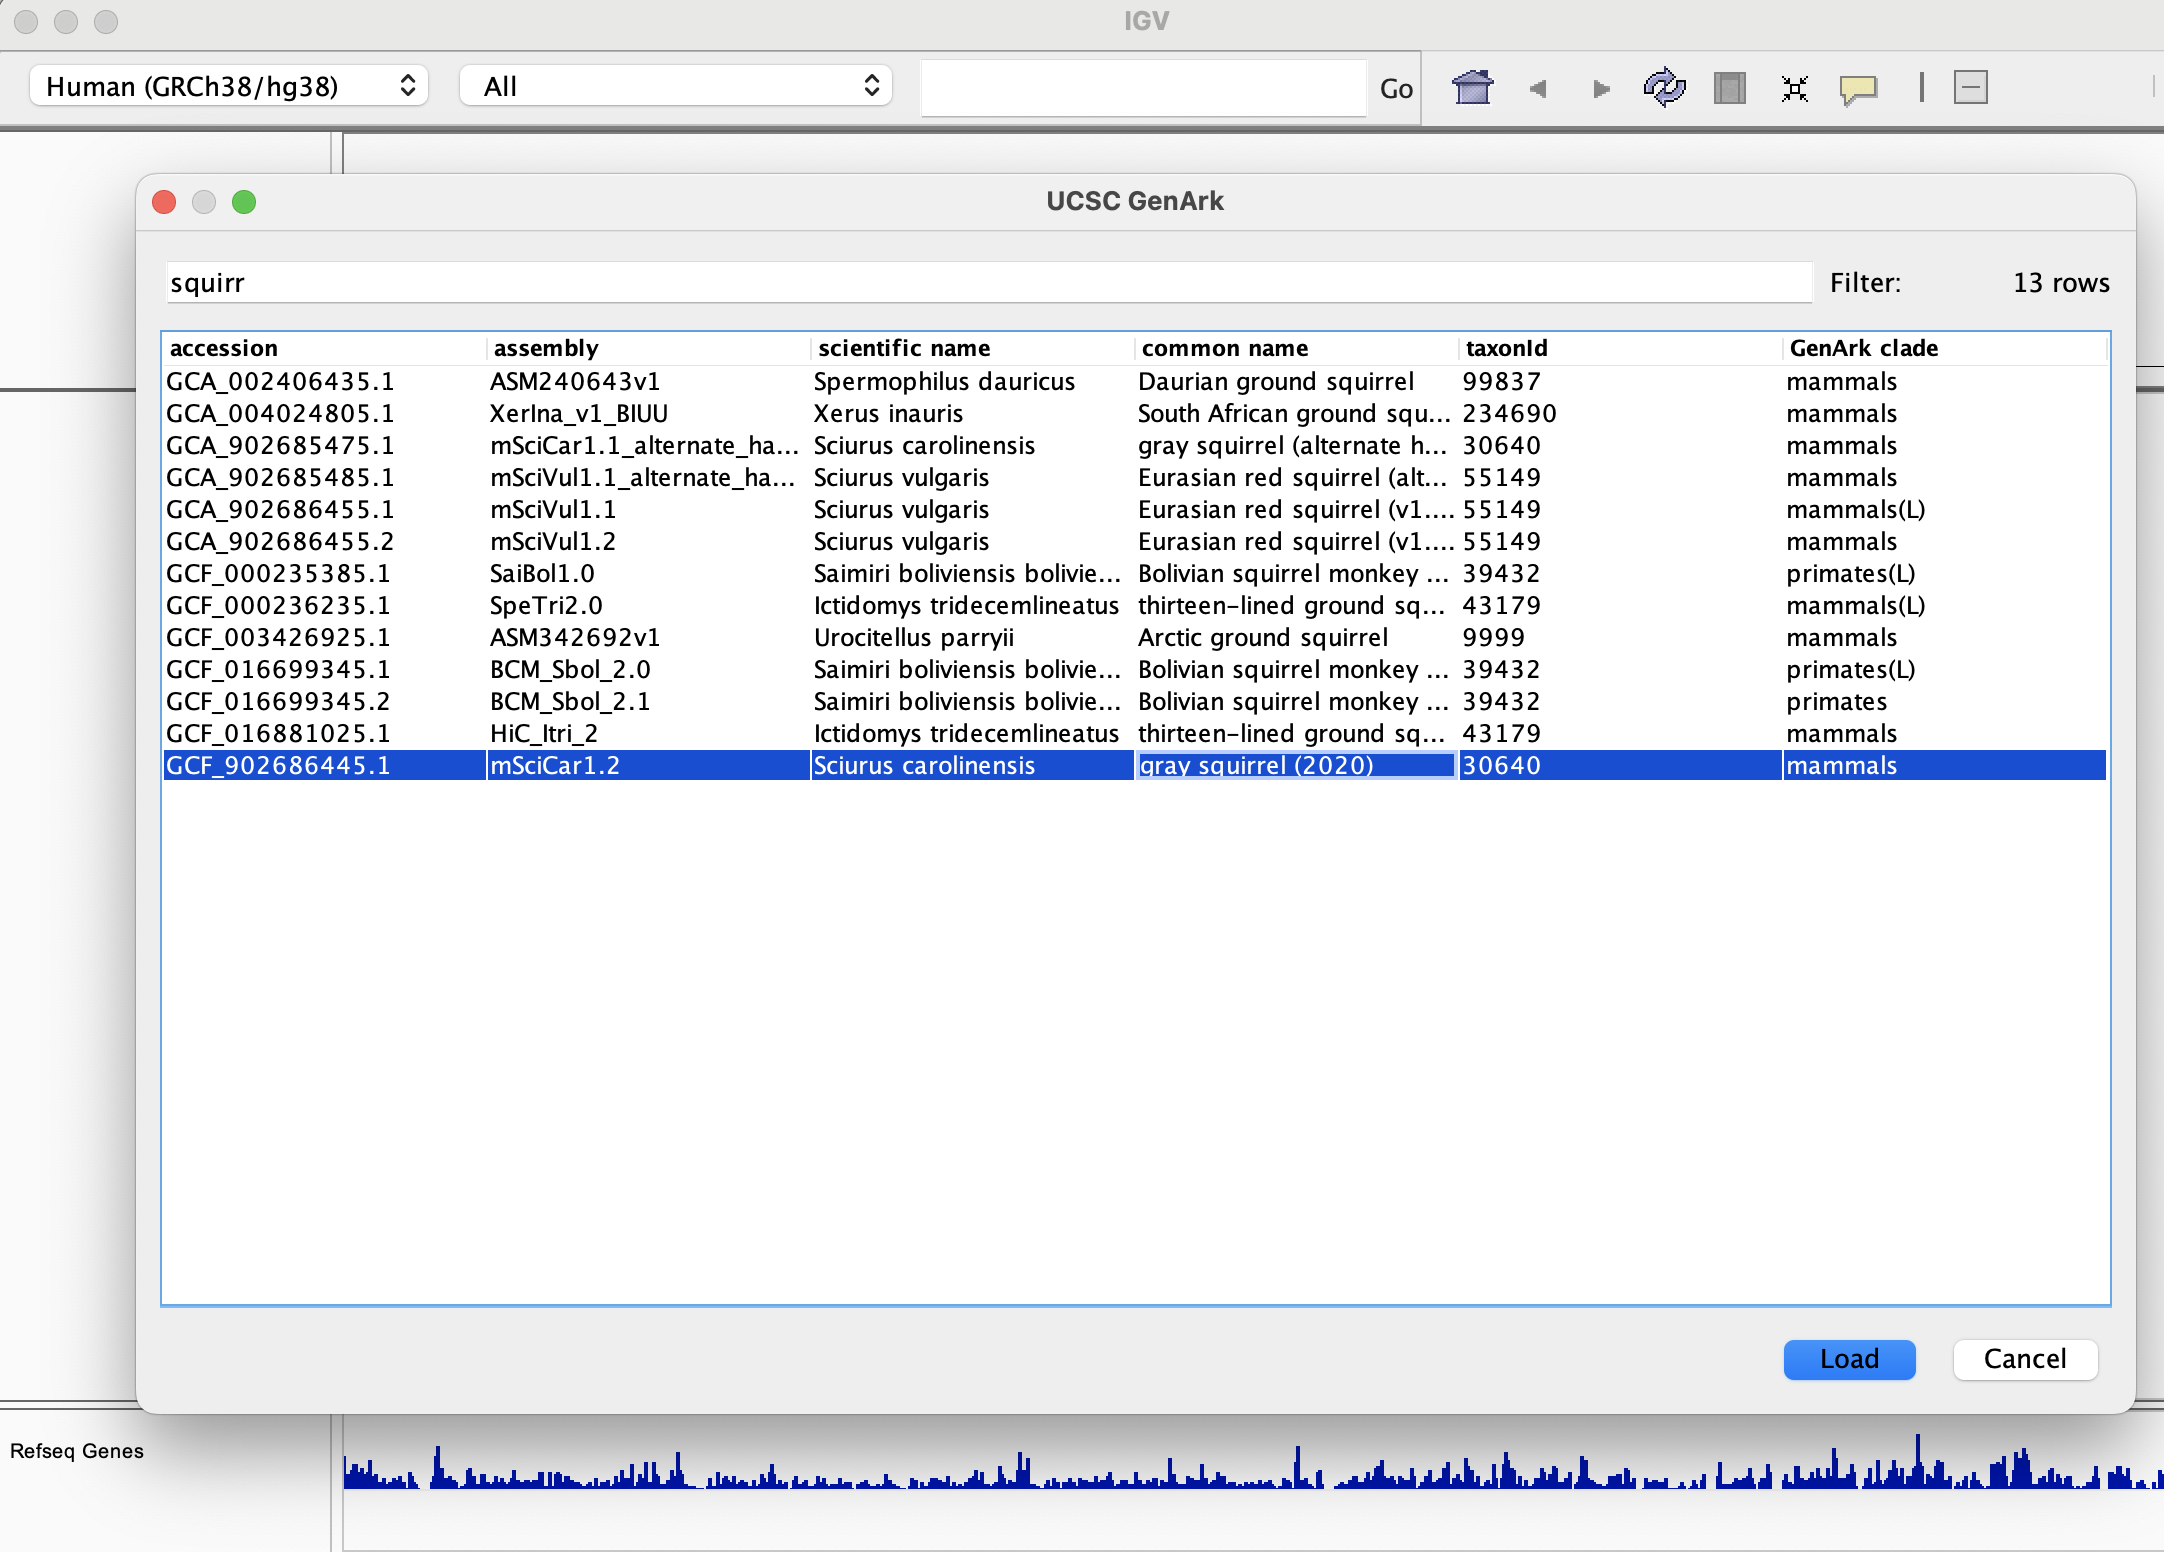 IGV
Human (GRCh38/hg38) All Go
UCSC GenArk
squirr Filter: 13 rows
accession assembly scientific name common name taxonId GenArk clade
GCA_002406435.1 ASM240643v1 Spermophilus dauricus Daurian ground squirrel 99837 mammals
GCA_004024805.1 XerIna_v1_BIUU Xerus inauris South African ground squ... 234690 mammals
GCA_902685475.1 mSciCar1.1_alternate_ha... Sciurus carolinensis gray squirrel (alternate h... 30640 mammals
GCA_902685485.1 mSciVul1.1_alternate_ha... Sciurus vulgaris Eurasian red squirrel (alt... 55149 mammals
GCA_902686455.1 mSciVul1.1 Sciurus vulgaris Eurasian red squirrel (v1.... 55149 mammals(L)
GCA_902686455.2 mSciVul1.2 Sciurus vulgaris Eurasian red squirrel (v1.... 55149 mammals
GCF_000235385.1 SaiBol1.0 Saimiri boliviensis bolivie... Bolivian squirrel monkey ... 39432 primates(L)
GCF_000236235.1 SpeTri2.0 Ictidomys tridecemlineatus thirteen-lined ground sq... 43179 mammals(L)
GCF_003426925.1 ASM342692v1 Urocitellus parryii Arctic ground squirrel 9999 mammals
GCF_016699345.1 BCM_Sbol_2.0 Saimiri boliviensis bolivie... Bolivian squirrel monkey ... 39432 primates(L)
GCF_016699345.2 BCM_Sbol_2.1 Saimiri boliviensis bolivie... Bolivian squirrel monkey ... 39432 primates
GCF_016881025.1 HiC_Itri_2 Ictidomys tridecemlineatus thirteen-lined ground sq... 43179 mammals
GCF_902686445.1 mSciCar1.2 Sciurus carolinensis gray squirrel (2020) 30640 mammals
Load Cancel
Refseq Genes